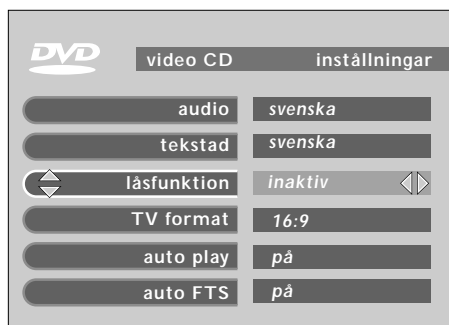 DVD
video CD inställningar
audio svenska
tekstad svenska
låsfunktion inaktiv
TV format 16:9
auto play på
auto FTS på